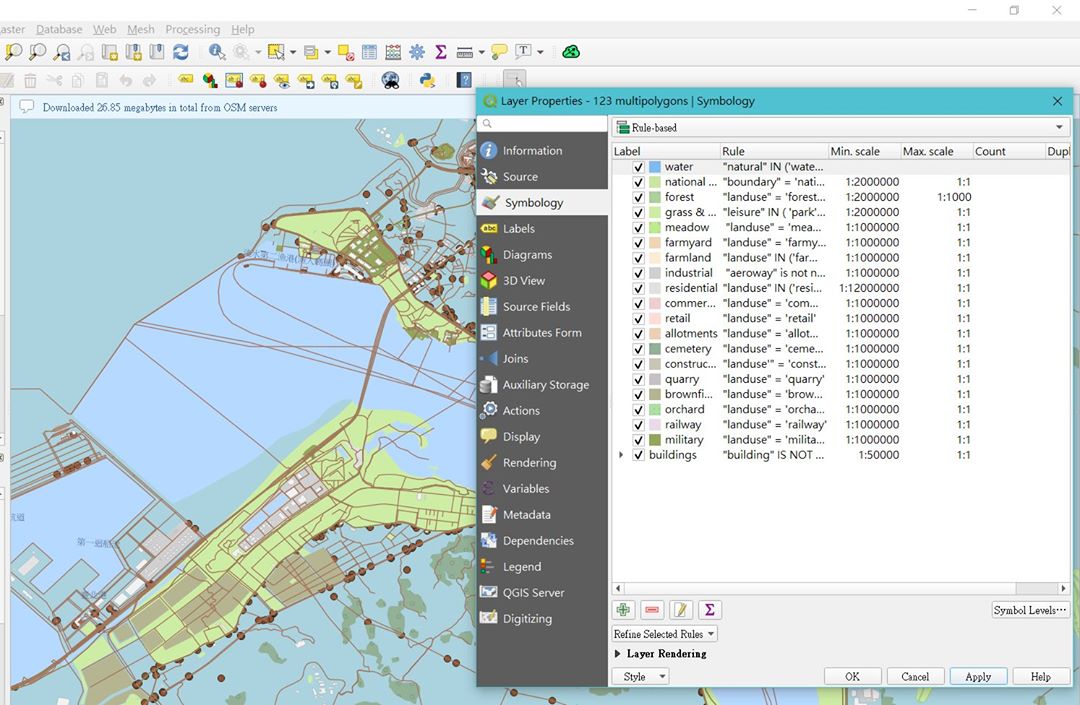 aster Database Web Mesh Processing Help
Downloaded 26.85 megabytes in total from OSM servers
Layer Properties - 123 multipolygons | Symbology
Information
Source
Symbology
Labels
Diagrams
3D View
Source Fields
Attributes Form
Joins
Auxiliary Storage
Actions
Display
Rendering
Variables
Metadata
Dependencies
Legend
QGIS Server
Digitizing
Rule-based
Label Rule Min. scale Max. scale Count Dupl
water "natural" IN ('wate...
national ... "boundary" = 'nati... 1:2000000 1:1
forest "landuse" = 'forest... 1:2000000 1:1000
grass & ... "leisure" IN ( 'park'... 1:2000000 1:1
meadow "landuse" = 'mea... 1:1000000 1:1
farmyard "landuse" = 'farmy... 1:1000000 1:1
farmland "landuse" IN ('far... 1:1000000 1:1
industrial "aeroway" is not n... 1:1000000 1:1
residential "landuse" IN ('resi... 1:12000000 1:1
commer... "landuse" = 'com... 1:1000000 1:1
retail "landuse" = 'retail' 1:1000000 1:1
allotments "landuse" = 'allot... 1:1000000 1:1
cemetery "landuse" = 'ceme... 1:1000000 1:1
construc... "landuse'" = 'const... 1:1000000 1:1
quarry "landuse" = 'quarry' 1:1000000 1:1
brownfi... "landuse" = 'brow... 1:1000000 1:1
orchard "landuse" = 'orcha... 1:1000000 1:1
railway "landuse" = 'railway' 1:1000000 1:1
military "landuse" = 'milita... 1:1000000 1:1
buildings "building" IS NOT ... 1:50000 1:1
Symbol Levels...
Refine Selected Rules
Layer Rendering
Style OK Cancel Apply Help